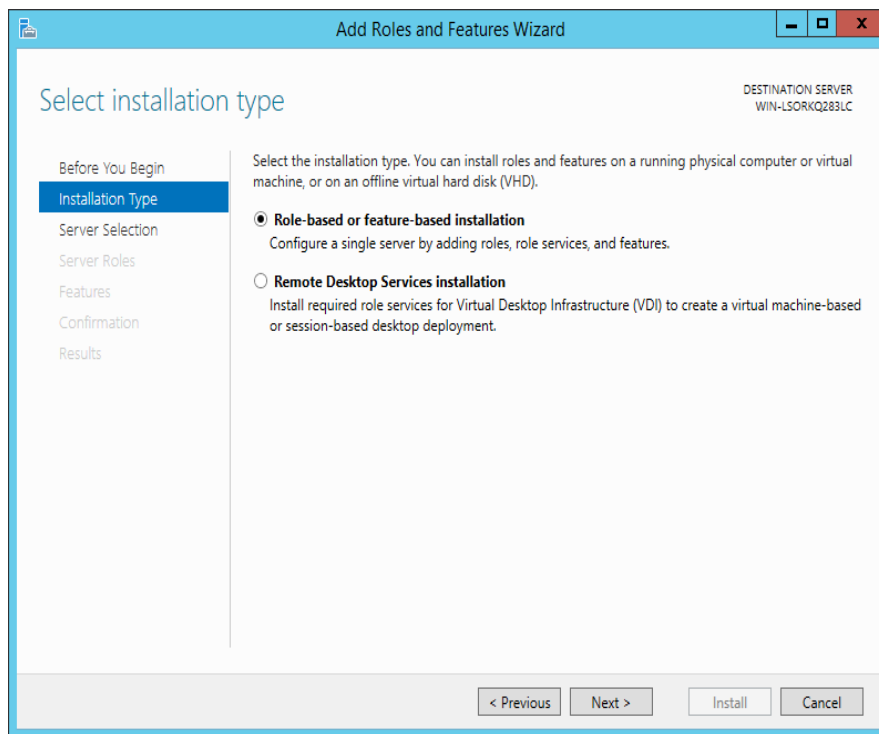 Add Roles and Features Wizard
Select installation type
DESTINATION SERVER
WIN-LSORKQ283LC
Before You Begin
Installation Type
Server Selection
Server Roles
Features
Confirmation
Results
Select the installation type. You can install roles and features on a running physical computer or virtual
machine, or on an offline virtual hard disk (VHD).
Role-based or feature-based installation
Configure a single server by adding roles, role services, and features.
Remote Desktop Services installation
Install required role services for Virtual Desktop Infrastructure (VDI) to create a virtual machine-based
or session-based desktop deployment.
< Previous
Next >
Install
Cancel